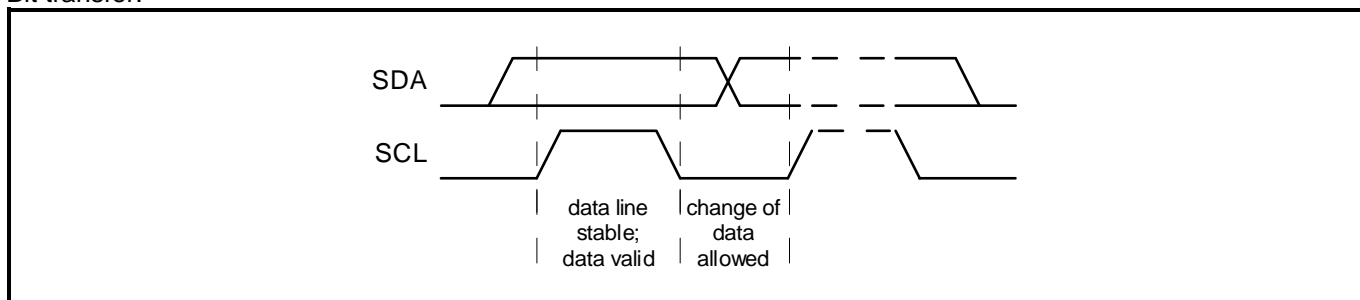 Bit transfer:
SDA
SCL
data line
stable;
data valid
change of
data
allowed